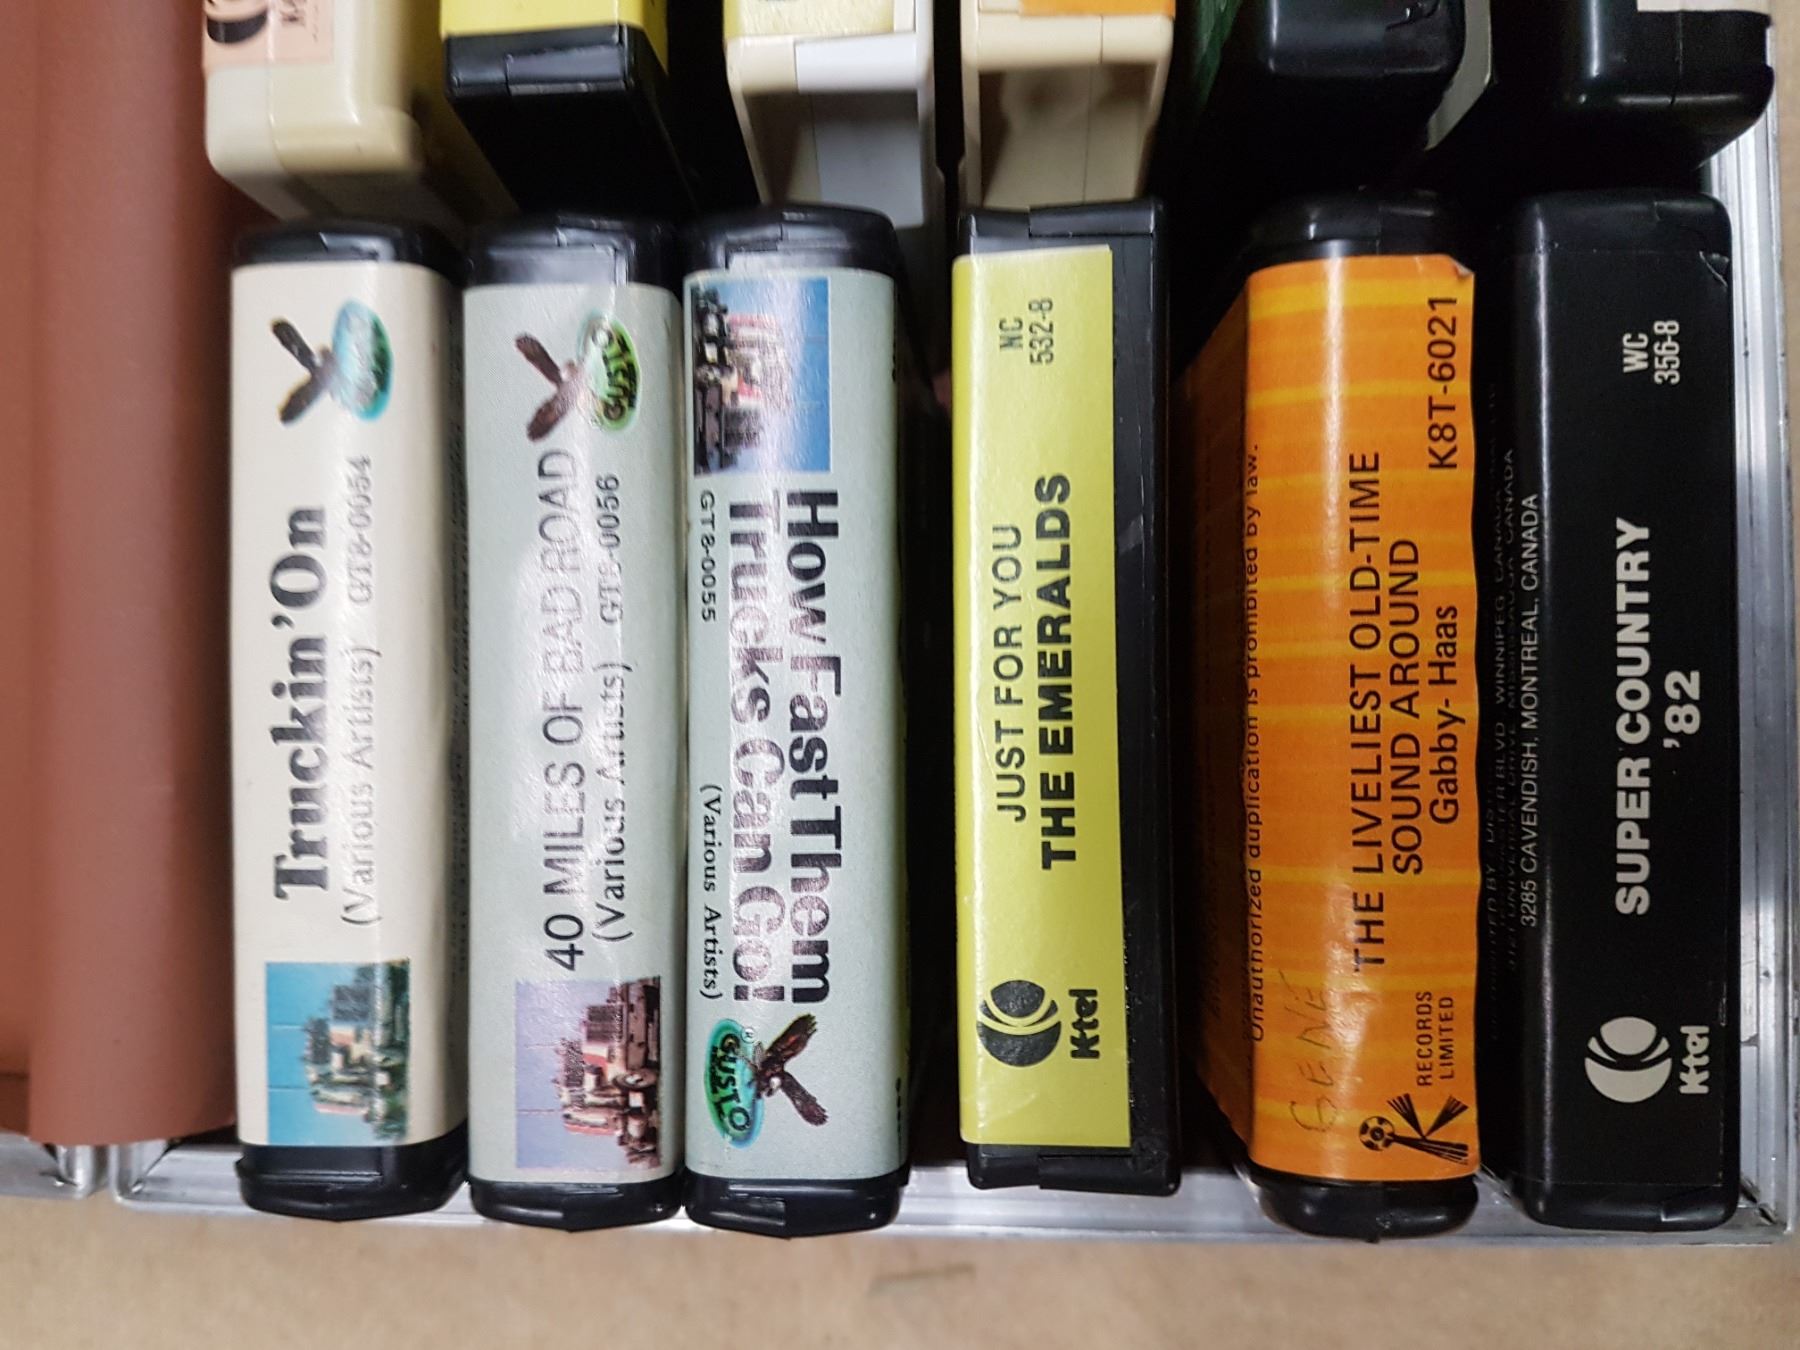 Truckin' On
(Various Artists) GT8-0054
40 MILES OF BAD ROAD
(Various Artists) GT8-0056
GUSTO
How Fast Them
Trucks Can Go!
GT8-0055
(Various Artists)
GUSTO
JUST FOR YOU
THE EMERALDS
NC
532-8
K-tel
Unauthorized duplication is prohibited by law.
GENE
THE LIVELIEST OLD-TIME
SOUND AROUND
Gabby- Haas
K8T-6021
RECORDS
LIMITED
3285 CAVENDISH, MONTREAL, CANADA
SUPER COUNTRY
'82
WC
356-8
K-tel